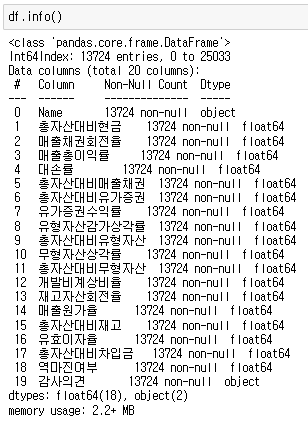 df.info()
<class 'pandas.core.frame.DataFrame'>
Int64Index: 13724 entries, 0 to 25033
Data columns (total 20 columns):
 #   Column      Non-Null Count  Dtype
---  ------      --------------  -----
 0   Name        13724 non-null  object
 1   총자산대비현금      13724 non-null  float64
 2   매출채권회전율      13724 non-null  float64
 3   매출총이익률       13724 non-null  float64
 4   대손률          13724 non-null  float64
 5   총자산대비매출채권    13724 non-null  float64
 6   총자산대비유가증권    13724 non-null  float64
 7   유가증권수익률      13724 non-null  float64
 8   유형자산감가상각률    13724 non-null  float64
 9   총자산대비유형자산    13724 non-null  float64
 10  무형자산상각률      13724 non-null  float64
 11  총자산대비무형자산    13724 non-null  float64
 12  개발비계상비율      13724 non-null  float64
 13  재고자산회전율      13724 non-null  float64
 14  매출원가율        13724 non-null  float64
 15  총자산대비재고      13724 non-null  float64
 16  유효이자율        13724 non-null  float64
 17  총자산대비차입금     13724 non-null  float64
 18  역마진여부        13724 non-null  float64
 19  감사의견         13724 non-null  object
dtypes: float64(18), object(2)
memory usage: 2.2+ MB